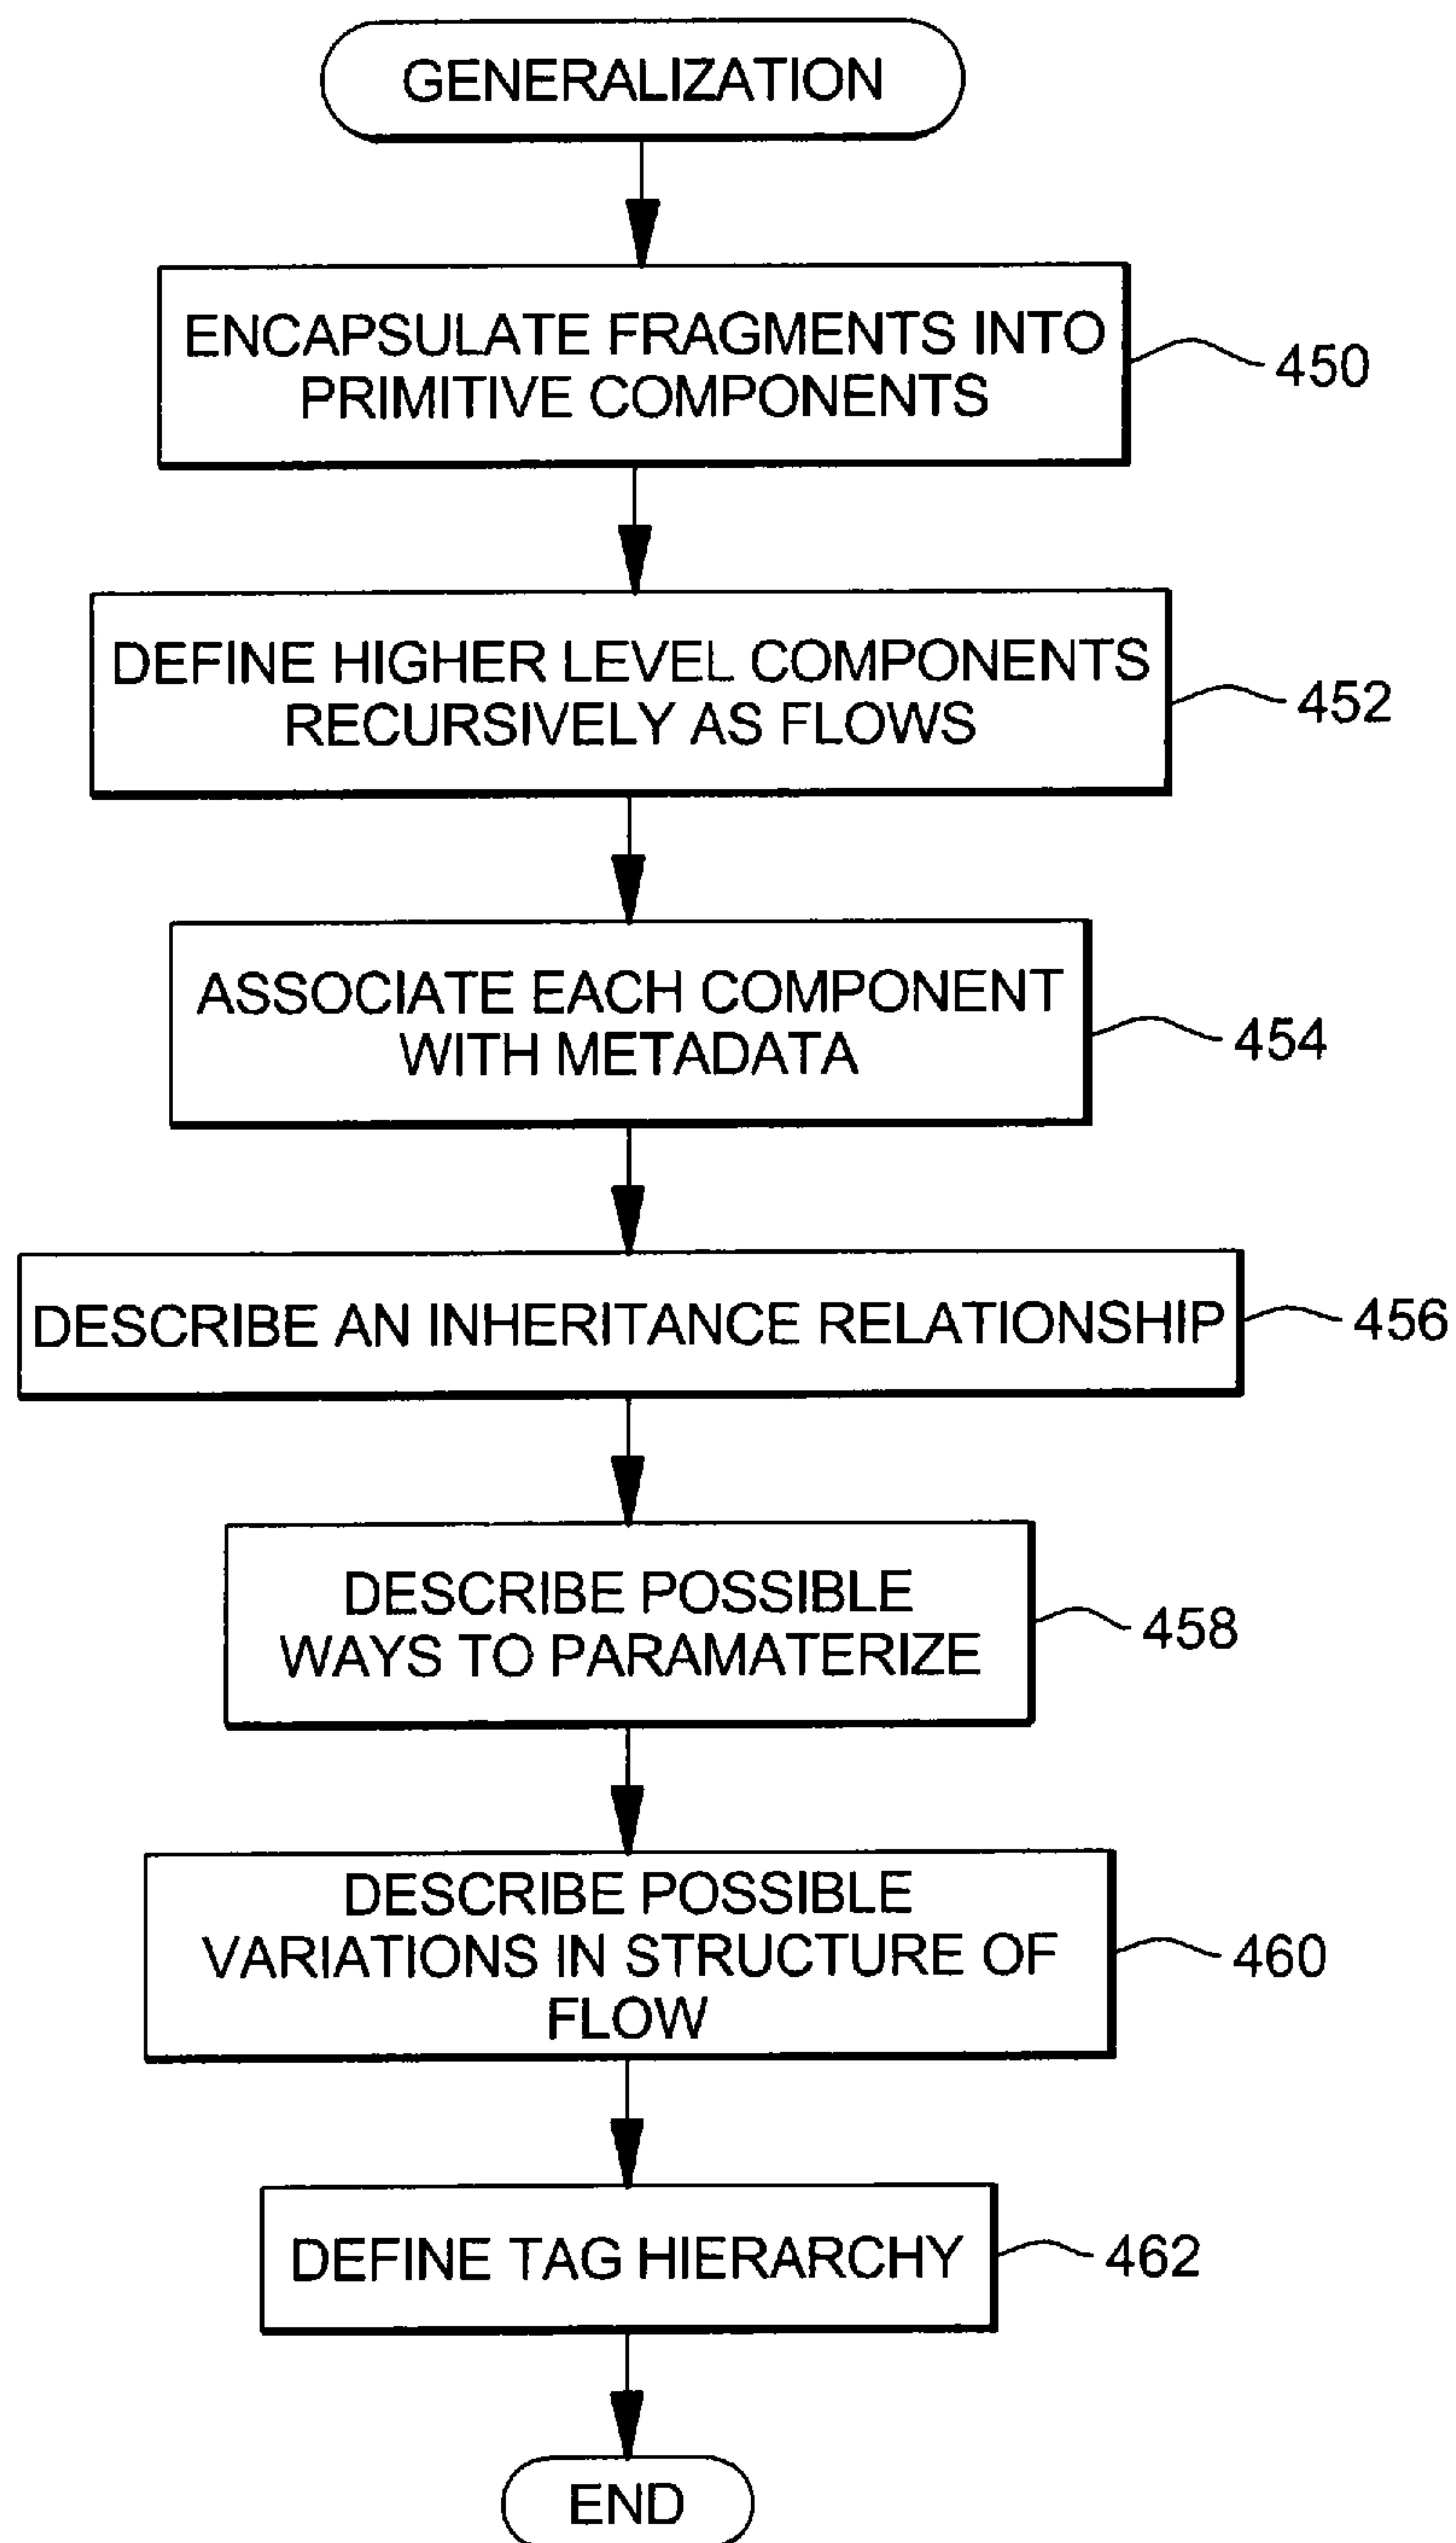 GENERALIZATION
ENCAPSULATE FRAGMENTS INTO
PRIMITIVE COMPONENTS
450
DEFINE HIGHER LEVEL COMPONENTS
RECURSIVELY AS FLOWS
452
ASSOCIATE EACH COMPONENT
WITH METADATA
454
DESCRIBE AN INHERITANCE RELATIONSHIP
456
DESCRIBE POSSIBLE
WAYS TO PARAMATERIZE
458
DESCRIBE POSSIBLE
VARIATIONS IN STRUCTURE OF
FLOW
460
DEFINE TAG HIERARCHY
462
END